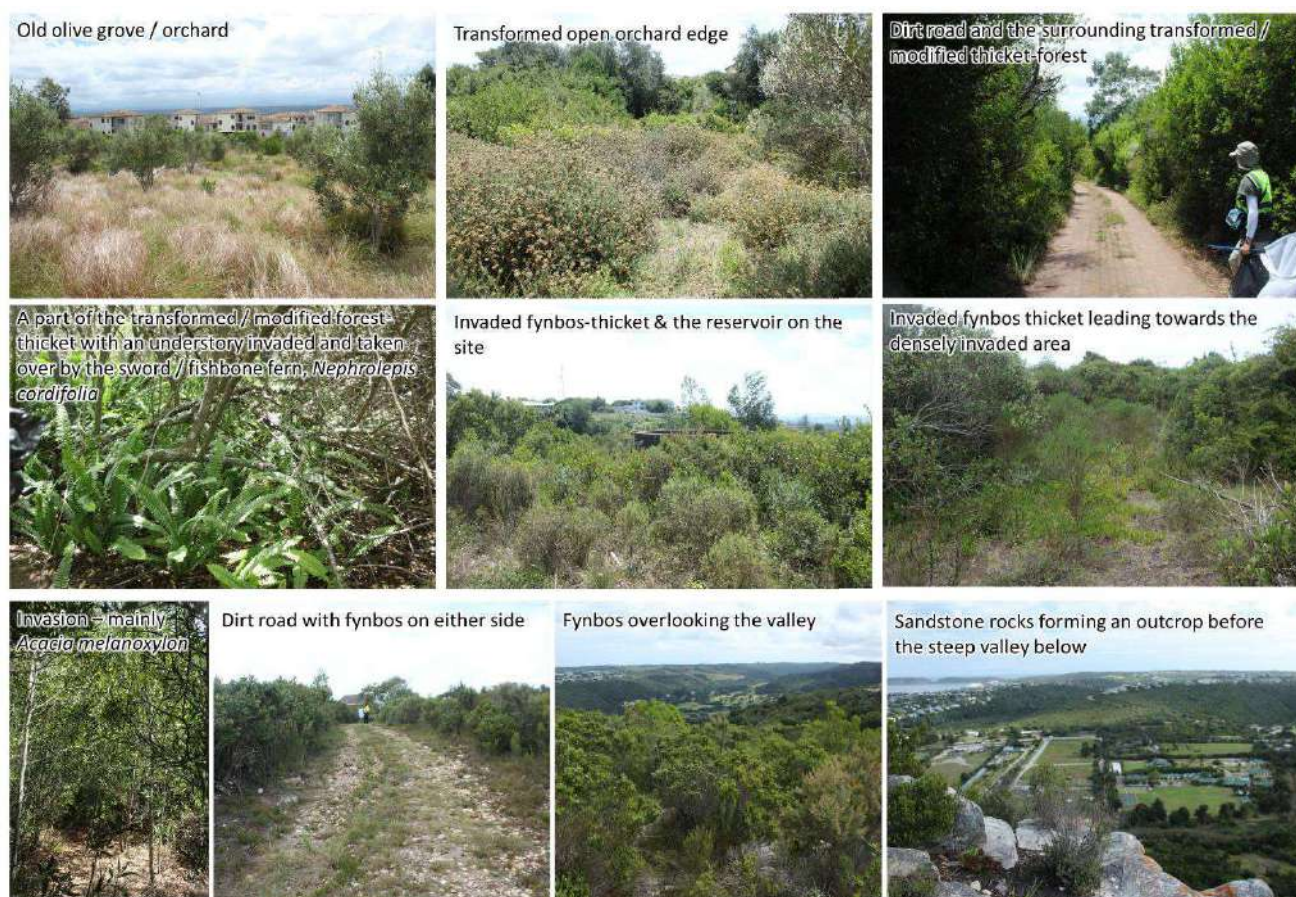 Old olive grove / orchard
Transformed open orchard edge
Dirt road and the surrounding transformed /
modified thicket-forest
A part of the transformed / modified forest-
thicket with an understory invaded and taken
over by the sword / fishbone fern, Nephrolepis
cordifolia
Invaded fynbos-thicket & the reservoir on the
site
Invaded fynbos thicket leading towards the
densely invaded area
Invasion – mainly
Acacia melanoxylon
Dirt road with fynbos on either side
Fynbos overlooking the valley
Sandstone rocks forming an outcrop before
the steep valley below